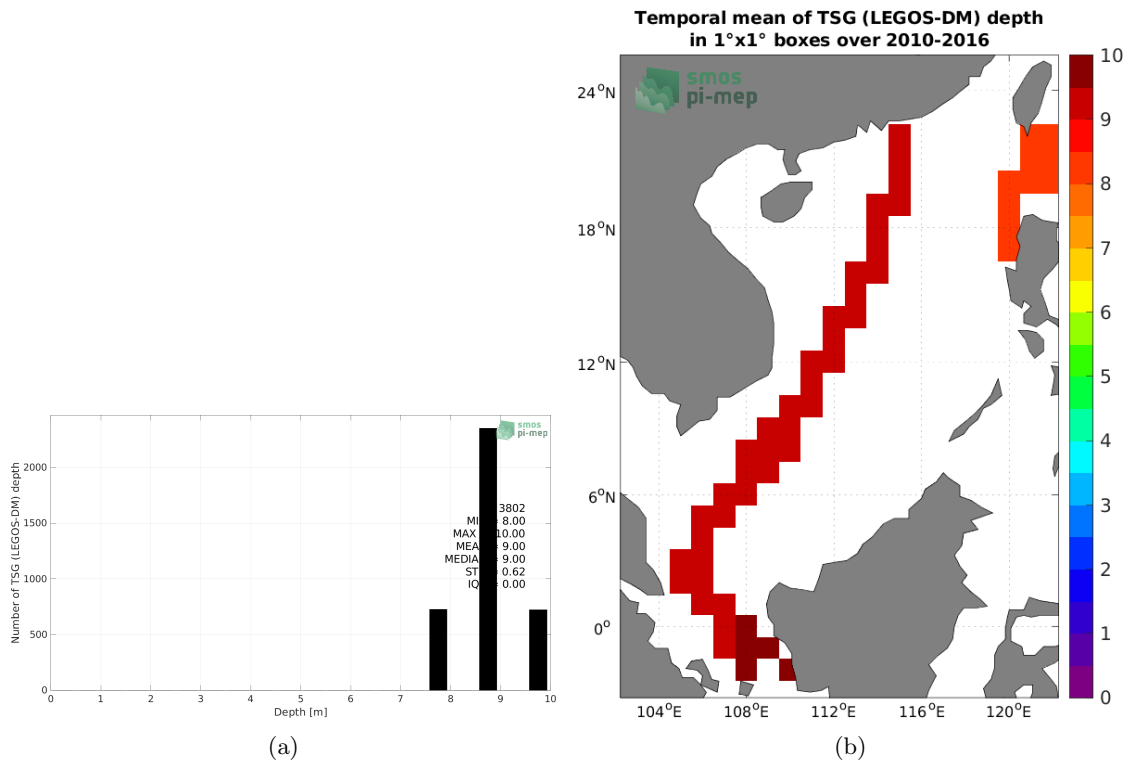 Temporal mean of TSG (LEGOS-DM) depth
in 1°x1° boxes over 2010-2016
smos
pi-mep
24°N
18°N
12°N
6°N
0°
104°E
108°E
112°E
116°E
120°E
10
9
8
7
6
5
4
3
2
1
0
smos
pi-mep
Number of TSG (LEGOS-DM) depth
2000
1500
1000
500
0
3802
= 8.00
MAX 10.00
= 9.00
= 9.00
= 0.62
= 0.00
0
1
2
3
4
5
6
7
8
9
10
Depth [m]
(a)
(b)